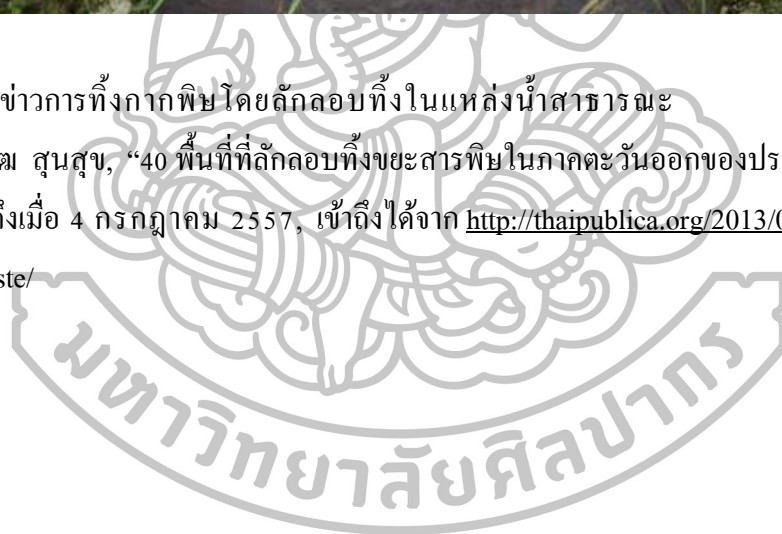 ข่าวการทิ้งกากพิษโดยลักลอบทิ้งในแหล่งน้ำสาธารณะ
ฒ สุนสุข, “40 พื้นที่ที่ลักลอบทิ้งขยะสารพิษในภาคตะวันออกของปร
ถึงเมื่อ 4 กรกฎาคม 2557, เข้าถึงได้จาก http://thaipublica.org/2013/0
ste/
มหาวิทยาลัยศิลปากร